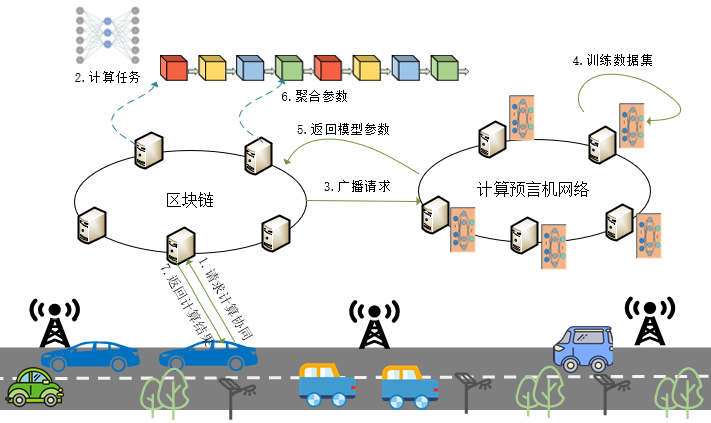 2.计算任务
6.聚合参数
4.训练数据集
5.返回模型参数
3.广播请求
区块链
计算预言机网络
1.请求计算协同
7.返回计算结果